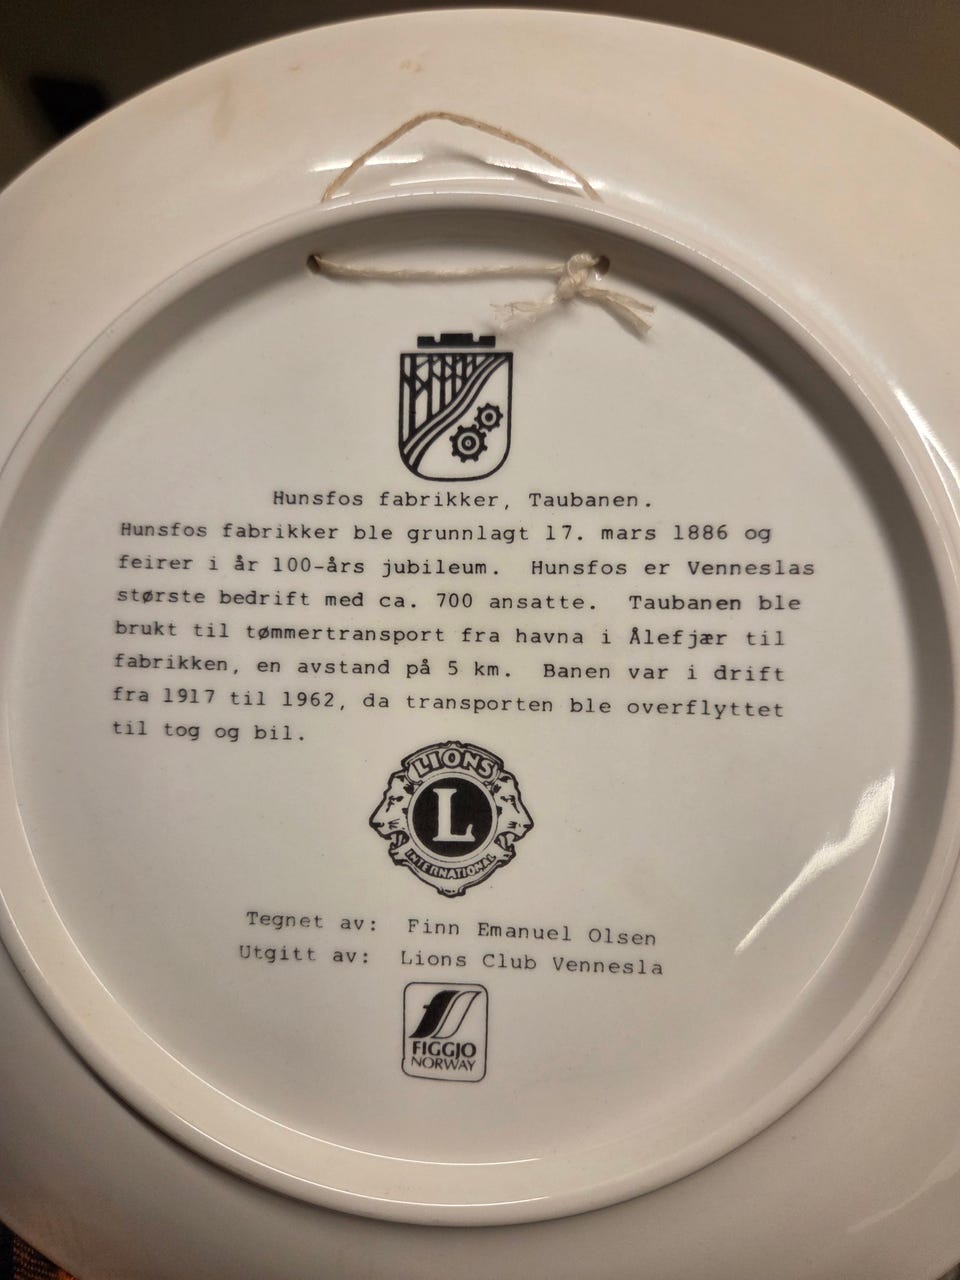 Hunsfos fabrikker, Taubanen.
Hunsfos fabrikker ble grunnlagt 17. mars 1886 og
feirer i år 100-års jubileum. Hunsfos er Venneslas
største bedrift med ca. 700 ansatte. Taubanen ble
brukt til tømmertransport fra havna i Ålefjær til
fabrikken, en avstand på 5 km. Banen var i drift
fra 1917 til 1962, da transporten ble overflyttet
til tog og bil.
LIONS
L
INTERNATIONAL
Tegnet av: Finn Emanuel Olsen
Utgitt av: Lions Club Vennesla
FIGGJO
NORWAY